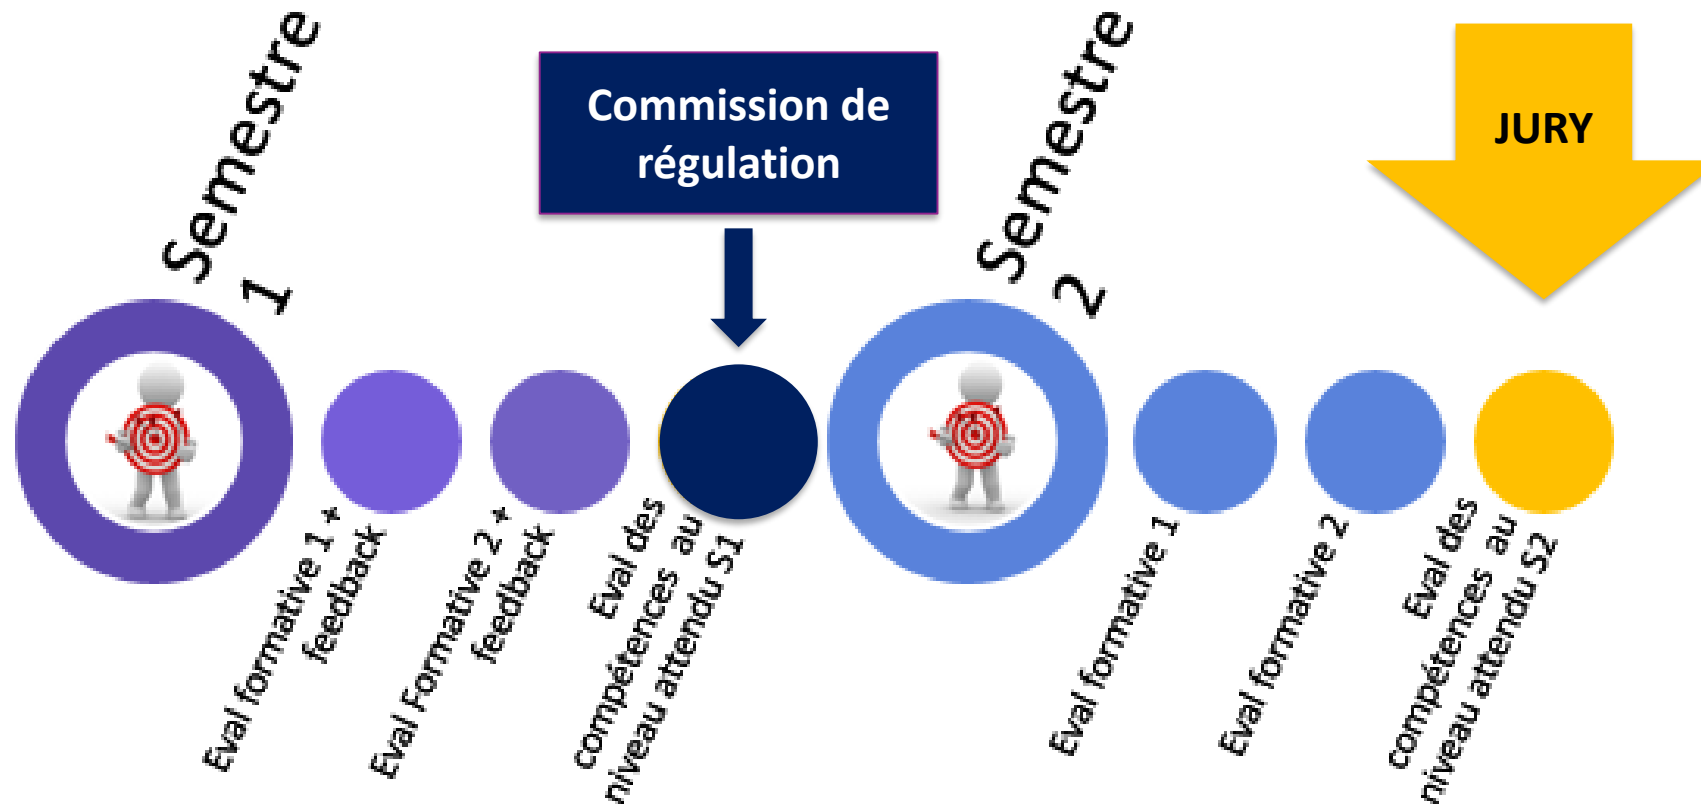 Semestre
1
Commission de
régulation
Semestre
2
JURY
Eval formative 1 +
feedback
Eval Formative 2 +
feedback
Eval des
compétences au
niveau attendu S1
Eval formative 1
Eval formative 2
Eval des
compétences au
niveau attendu S2